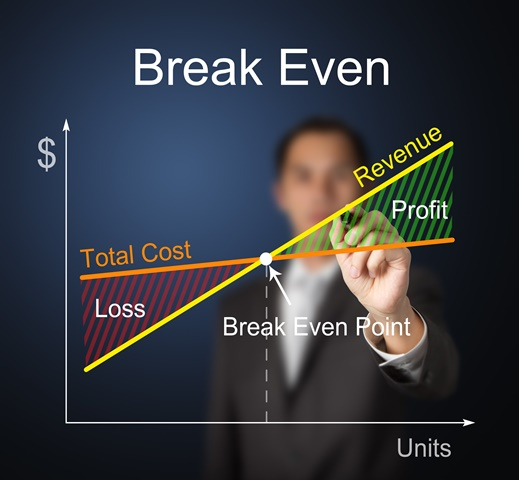 Break Even
$
Revenue
Profit
Total Cost
Loss
Break Even Point
Units